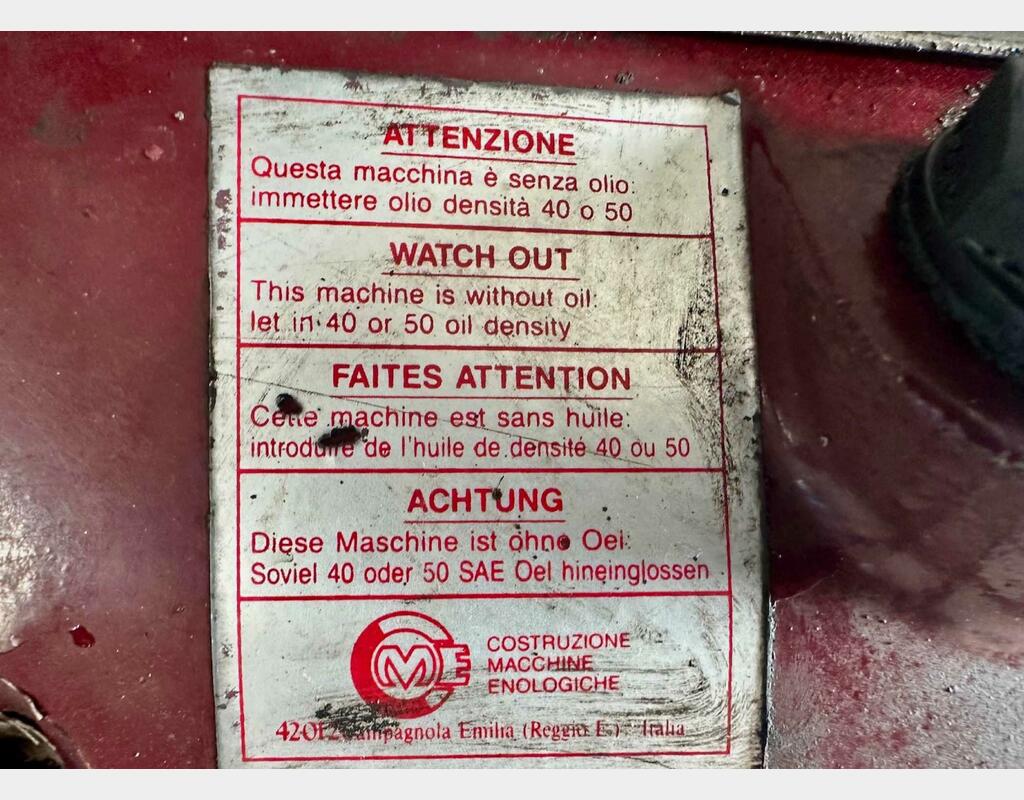 ATTENZIONE
Questa macchina è senza olio:
immettere olio densità 40 o 50
WATCH OUT
This machine is without oil:
let in 40 or 50 oil density
FAITES ATTENTION
Cette machine est sans huile:
introduire de l'huile de densité 40 ou 50
ACHTUNG
Diese Maschine ist ohne Oel:
Soviel 40 oder 50 SAE Oel hineinglossen
CME
COSTRUZIONE
MACCHINE
ENOLOGICHE
42012 Campagnola Emilia (Reggio E.) - Italia